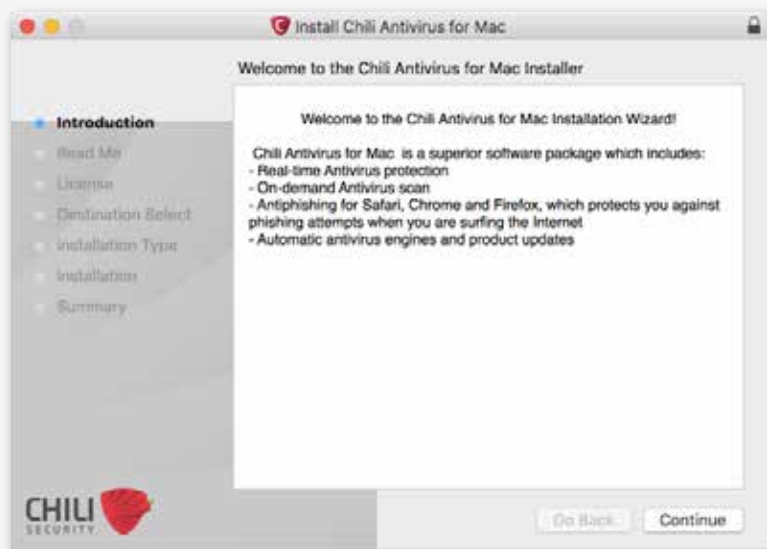 Install Chili Antivirus for Mac
Welcome to the Chili Antivirus for Mac Installer
Introduction
Read Me
License
Destination Select
Installation Type
Installation
Summary
Welcome to the Chili Antivirus for Mac Installation Wizard!
Chili Antivirus for Mac is a superior software package which includes:
- Real-time Antivirus protection
- On-demand Antivirus scan
- Antiphishing for Safari, Chrome and Firefox, which protects you against
phishing attempts when you are surfing the Internet
- Automatic antivirus engines and product updates
CHILI
SECURITY
Go Back
Continue